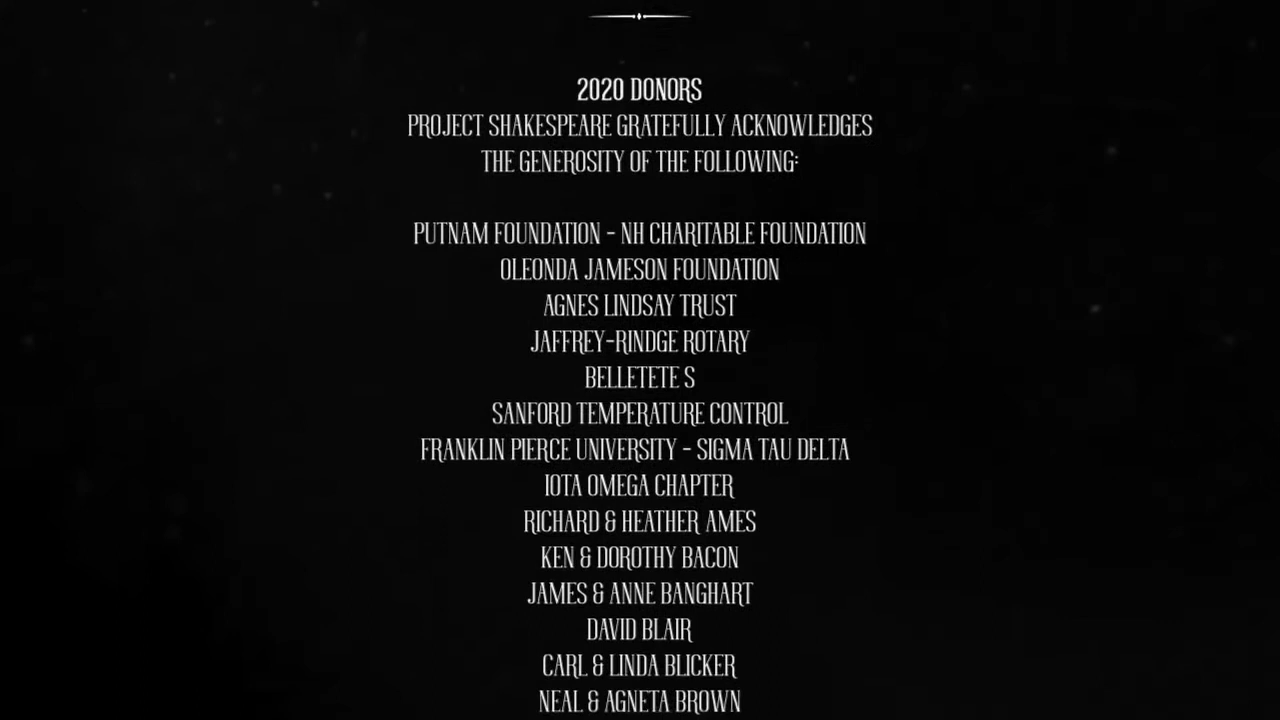 2020 DONORS
PROJECT SHAKESPEARE GRATEFULLY ACKNOWLEDGES
THE GENEROSITY OF THE FOLLOWING:
PUTNAM FOUNDATION - NH CHARITABLE FOUNDATION
OLEONDA JAMESON FOUNDATION
AGNES LINDSAY TRUST
JAFFREY-RINDGE ROTARY
BELLETETE S
SANFORD TEMPERATURE CONTROL
FRANKLIN PIERCE UNIVERSITY - SIGMA TAU DELTA
IOTA OMEGA CHAPTER
RICHARD & HEATHER AMES
KEN & DOROTHY BACON
JAMES & ANNE BANGHART
DAVID BLAIR
CARL & LINDA BLICKER
NEAL & AGNETA BROWN